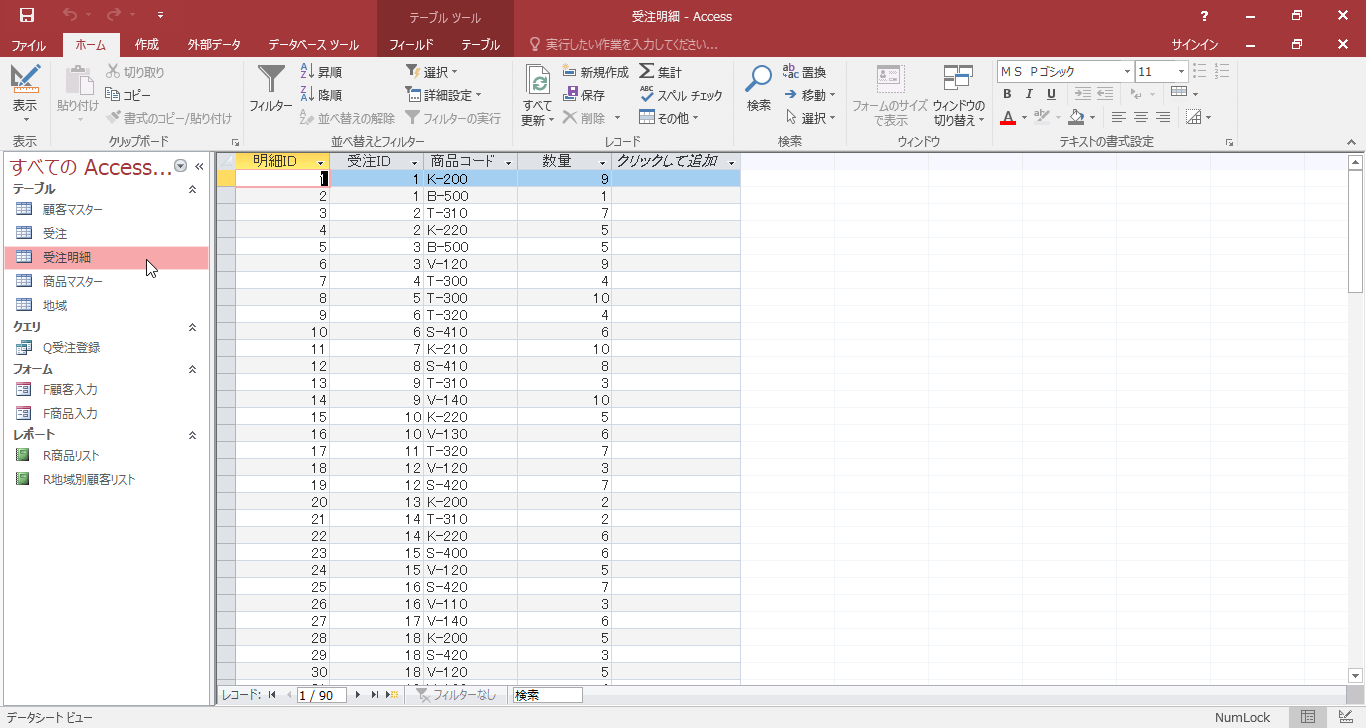 受注明細 - Access
テーブル ツール
?
ファイル ホーム 作成 外部データ データベース ツール フィールド テーブル 実行したい作業を入力してください... サインイン
表示
貼り付け
切り取り
コピー
書式のコピー/貼り付け
フィルター
昇順
降順
並べ替えの解除
選択
詳細設定
フィルターの実行
すべて
更新
新規作成
保存
削除
集計
スペル チェック
その他
検索
置換
移動
選択
フォームのサイズ
で表示
ウィンドウの
切り替え
MS Pゴシック 11
B I U
表示 クリップボード 並べ替えとフィルター レコード 検索 ウィンドウ テキストの書式設定
すべての Access...
テーブル
顧客マスター
受注
受注明細
商品マスター
地域
クエリ
Q受注登録
フォーム
F顧客入力
F商品入力
レポート
R商品リスト
R地域別顧客リスト
明細ID 受注ID 商品コード 数量 クリックして追加
1 1 K-200 9
2 1 B-500 1
3 2 T-310 7
4 2 K-220 5
5 3 B-500 5
6 3 V-120 9
7 4 T-300 4
8 5 T-300 10
9 6 T-320 4
10 6 S-410 6
11 7 K-210 10
12 8 S-410 8
13 9 T-310 3
14 9 V-140 10
15 10 K-220 5
16 10 V-130 6
17 11 T-320 7
18 12 V-120 3
19 12 S-420 7
20 13 K-200 2
21 14 T-310 2
22 14 K-220 6
23 15 S-400 6
24 15 V-120 5
25 16 S-420 7
26 16 V-110 3
27 17 V-140 6
28 18 K-200 5
29 18 S-420 3
30 18 V-120 5
レコード: 1 / 90 フィルターなし 検索
データシート ビュー NumLock